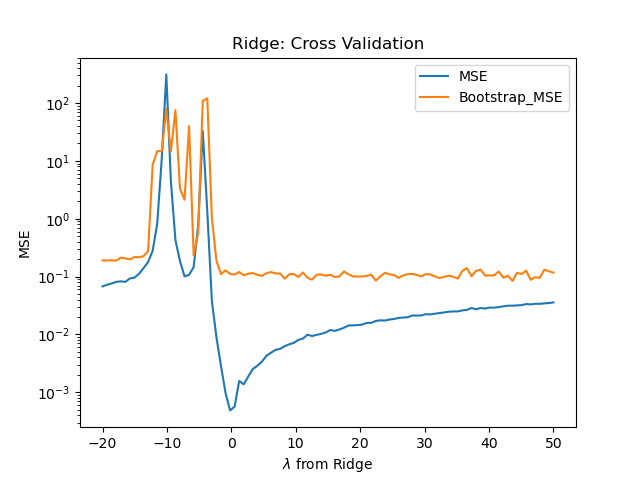 Ridge: Cross Validation
MSE
Bootstrap_MSE
10²
10¹
10⁰
10⁻¹
10⁻²
10⁻³
MSE
−20
−10
0
10
20
30
40
50
λ from Ridge